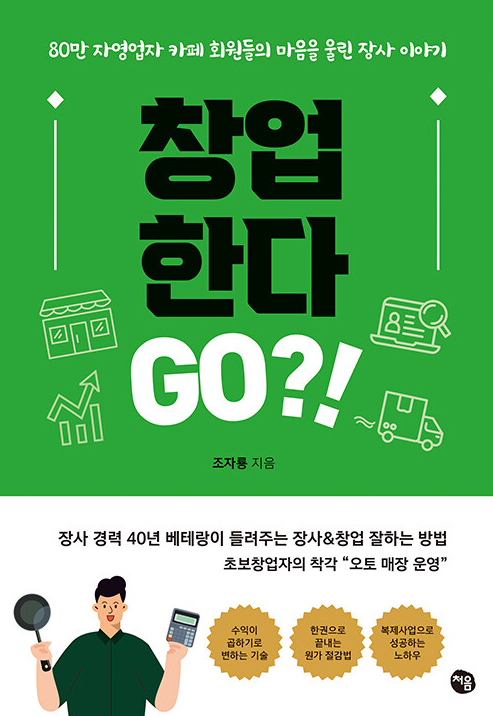 80만 자영업자 카페 회원들의 마음을 울린 장사 이야기
창업
한다
GO?!
조자룡 지음
장사 경력 40년 베테랑이 들려주는 장사&창업 잘하는 방법
초보창업자의 착각 “오토 매장 운영”
수익이
곱하기로
변하는 기술
한권으로
끝내는
원가 절감법
복제사업으로
성공하는
노하우
처음